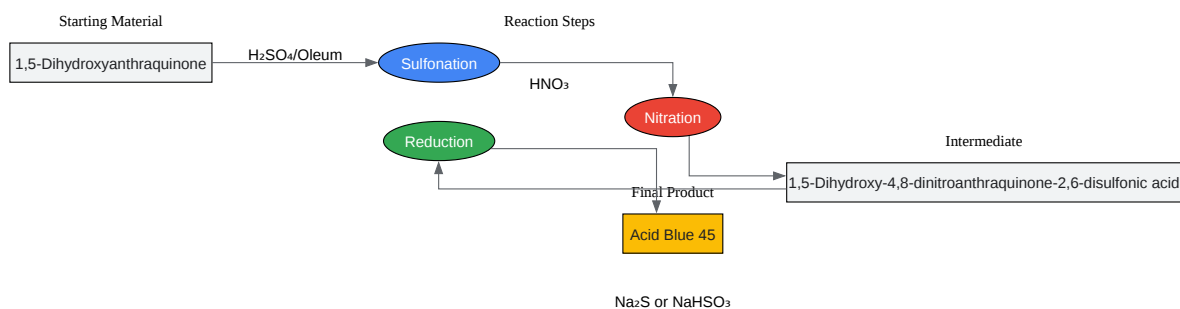 Starting Material
Reaction Steps
1,5-Dihydroxyanthraquinone
H₂SO₄/Oleum
Sulfonation
HNO₃
Nitration
Reduction
Intermediate
1,5-Dihydroxy-4,8-dinitroanthraquinone-2,6-disulfonic acid
Final Product
Acid Blue 45
Na₂S or NaHSO₃